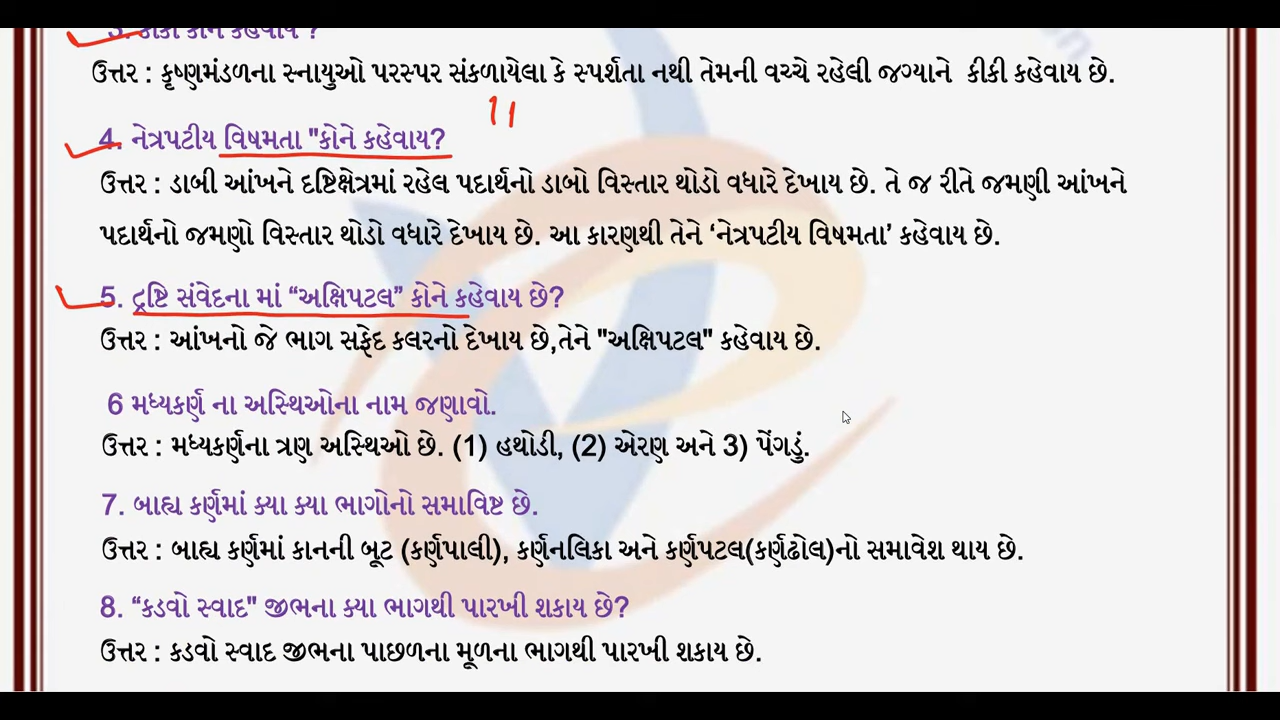 3. કીકી કોને કહેવાય ?
ઉત્તર : કૃષ્ણમંડળના સ્નાયુઓ પરસ્પર સંકળાયેલા કે સ્પર્શતા નથી તેમની વચ્ચે રહેલી જગ્યાને કીકી કહેવાય છે.
4. નેત્રપટીય વિષમતા "કોને કહેવાય?
ઉત્તર : ડાબી આંખને દષ્ટિક્ષેત્રમાં રહેલ પદાર્થનો ડાબો વિસ્તાર થોડો વધારે દેખાય છે. તે જ રીતે જમણી આંખને
પદાર્થનો જમણો વિસ્તાર થોડો વધારે દેખાય છે. આ કારણથી તેને ‘નેત્રપટીય વિષમતા’ કહેવાય છે.
5. દ્રષ્ટિ સંવેદના માં “અક્ષિપટલ” કોને કહેવાય છે?
ઉત્તર : આંખનો જે ભાગ સફેદ કલરનો દેખાય છે,તેને "અક્ષિપટલ" કહેવાય છે.
6 મધ્યકર્ણ ના અસ્થિઓના નામ જણાવો.
ઉત્તર : મધ્યકર્ણના ત્રણ અસ્થિઓ છે. (1) હથોડી, (2) એરણ અને 3) પેંગડું.
7. બાહ્ય કર્ણમાં ક્યા ક્યા ભાગોનો સમાવિષ્ટ છે.
ઉત્તર : બાહ્ય કર્ણમાં કાનની બૂટ (કર્ણપાલી), કર્ણનલિકા અને કર્ણપટલ(કર્ણઢોલ)નો સમાવેશ થાય છે.
8. “કડવો સ્વાદ" જીભના ક્યા ભાગથી પારખી શકાય છે?
ઉત્તર : કડવો સ્વાદ જીભના પાછળના મૂળના ભાગથી પારખી શકાય છે.